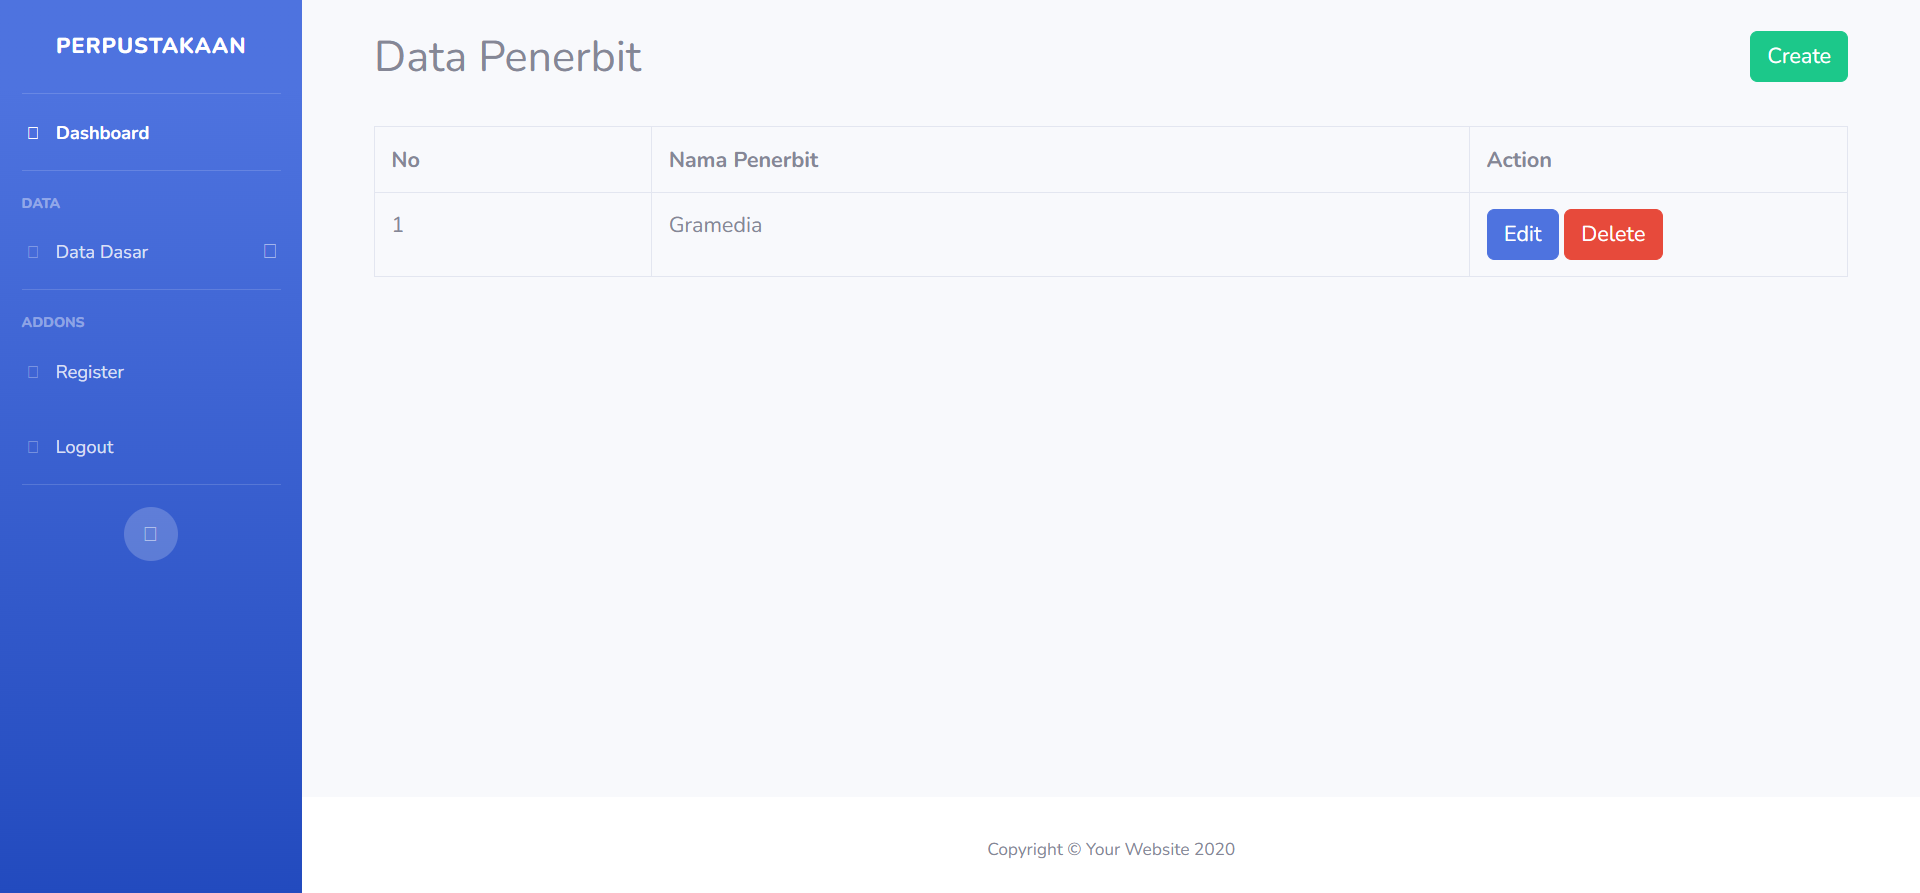 PERPUSTAKAAN
Dashboard
DATA
Data Dasar
ADDONS
Register
Logout
Data Penerbit
Create
No Nama Penerbit Action
1 Gramedia Edit Delete
Copyright © Your Website 2020